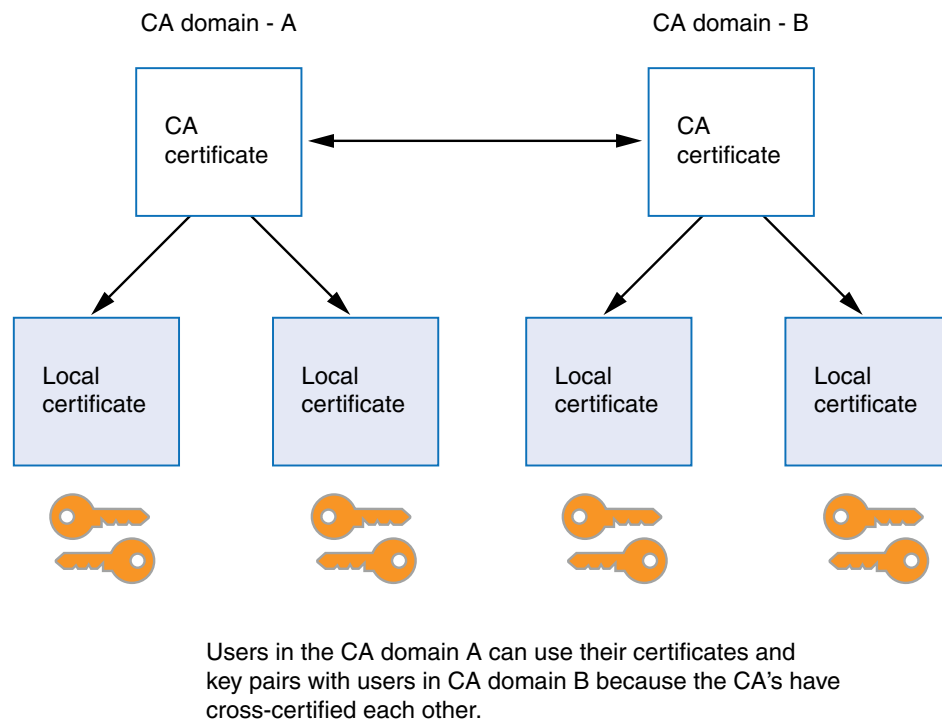 CA domain - A
CA domain - B
CA
certificate
CA
certificate
Local
certificate
Local
certificate
Local
certificate
Local
certificate
Users in the CA domain A can use their certificates and
key pairs with users in CA domain B because the CA's have
cross-certified each other.